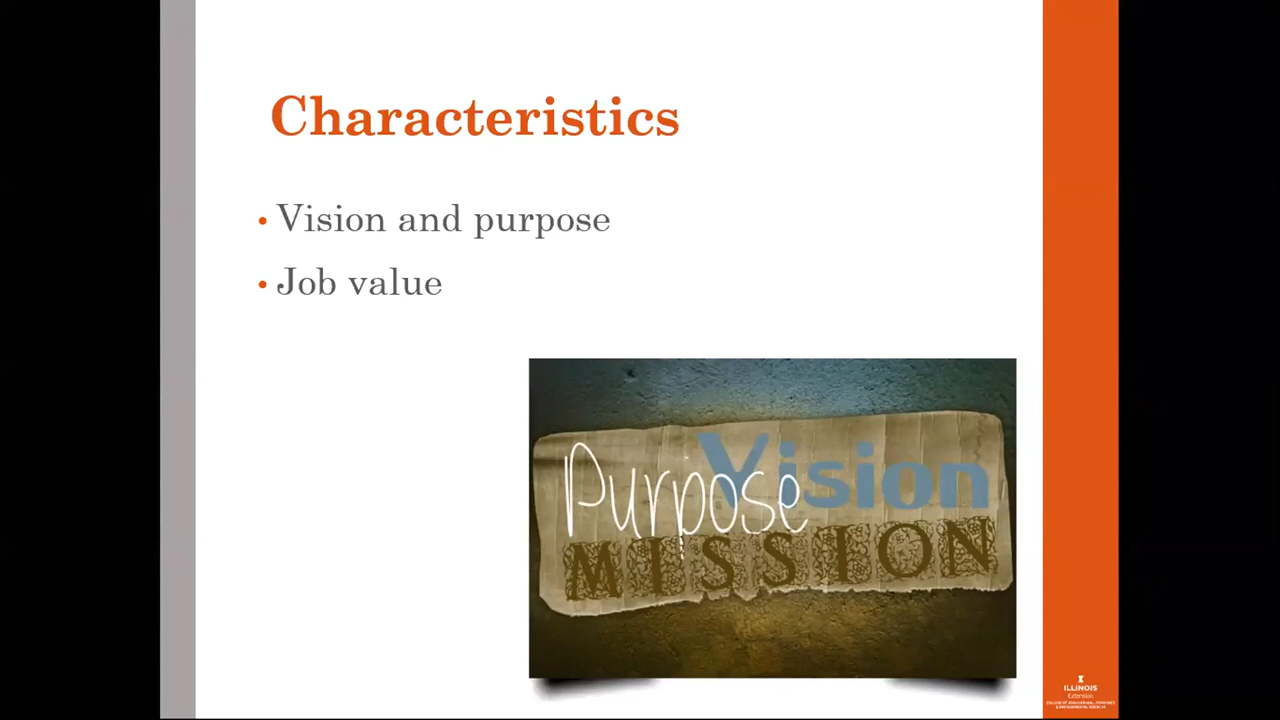 Characteristics
• Vision and purpose
• Job value
Purpose Vision
MISSION
I
ILLINOIS
Extension